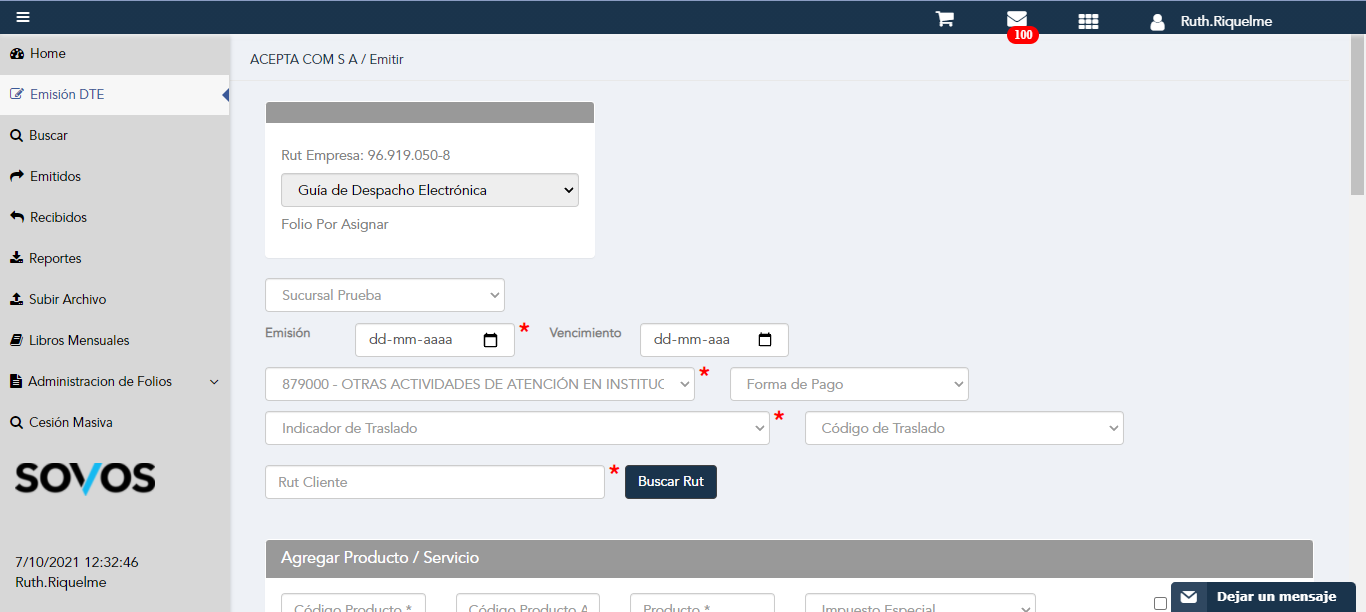 100
Ruth.Riquelme
Home
Emisión DTE
Buscar
Emitidos
Recibidos
Reportes
Subir Archivo
Libros Mensuales
Administracion de Folios
Cesión Masiva
SOVOS
7/10/2021 12:32:46
Ruth.Riquelme
ACEPTA COM S A / Emitir
Rut Empresa: 96.919.050-8
Guía de Despacho Electrónica
Folio Por Asignar
Sucursal Prueba
Emisión dd-mm-aaaa * Vencimiento dd-mm-aaa
879000 - OTRAS ACTIVIDADES DE ATENCIÓN EN INSTITUC * Forma de Pago
Indicador de Traslado * Código de Traslado
Rut Cliente * Buscar Rut
Agregar Producto / Servicio
Código Producto * Código Producto A Producto * Impuesto Especial
Dejar un mensaje